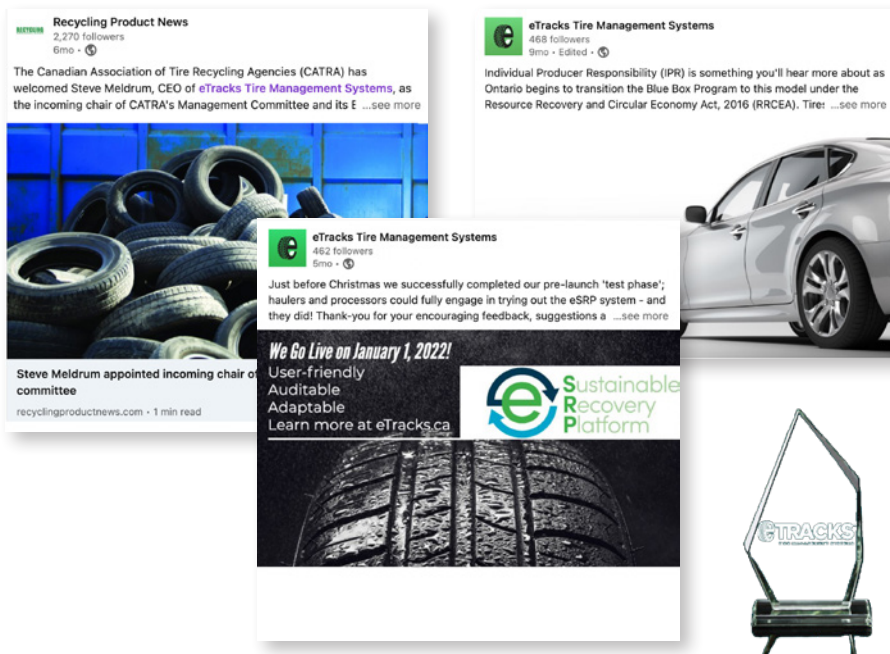 RECYCLING
Recycling Product News
2,270 followers
6mo •
The Canadian Association of Tire Recycling Agencies (CATRA) has
welcomed Steve Meldrum, CEO of eTracks Tire Management Systems, as
the incoming chair of CATRA's Management Committee and its E ...see more
Steve Meldrum appointed incoming chair of
committee
recyclingproductnews.com • 1 min read
eTracks Tire Management Systems
468 followers
9mo • Edited •
Individual Producer Responsibility (IPR) is something you'll hear more about as
Ontario begins to transition the Blue Box Program to this model under the
Resource Recovery and Circular Economy Act, 2016 (RRCEA). Tire: ...see more
eTracks Tire Management Systems
462 followers
5mo •
Just before Christmas we successfully completed our pre-launch 'test phase';
haulers and processors could fully engage in trying out the eSRP system - and
they did! Thank-you for your encouraging feedback, suggestions a ...see more
We Go Live on January 1, 2022!
User-friendly
Auditable
Adaptable
Learn more at eTracks.ca
e Sustainable
Recovery
Platform
eTRACKS